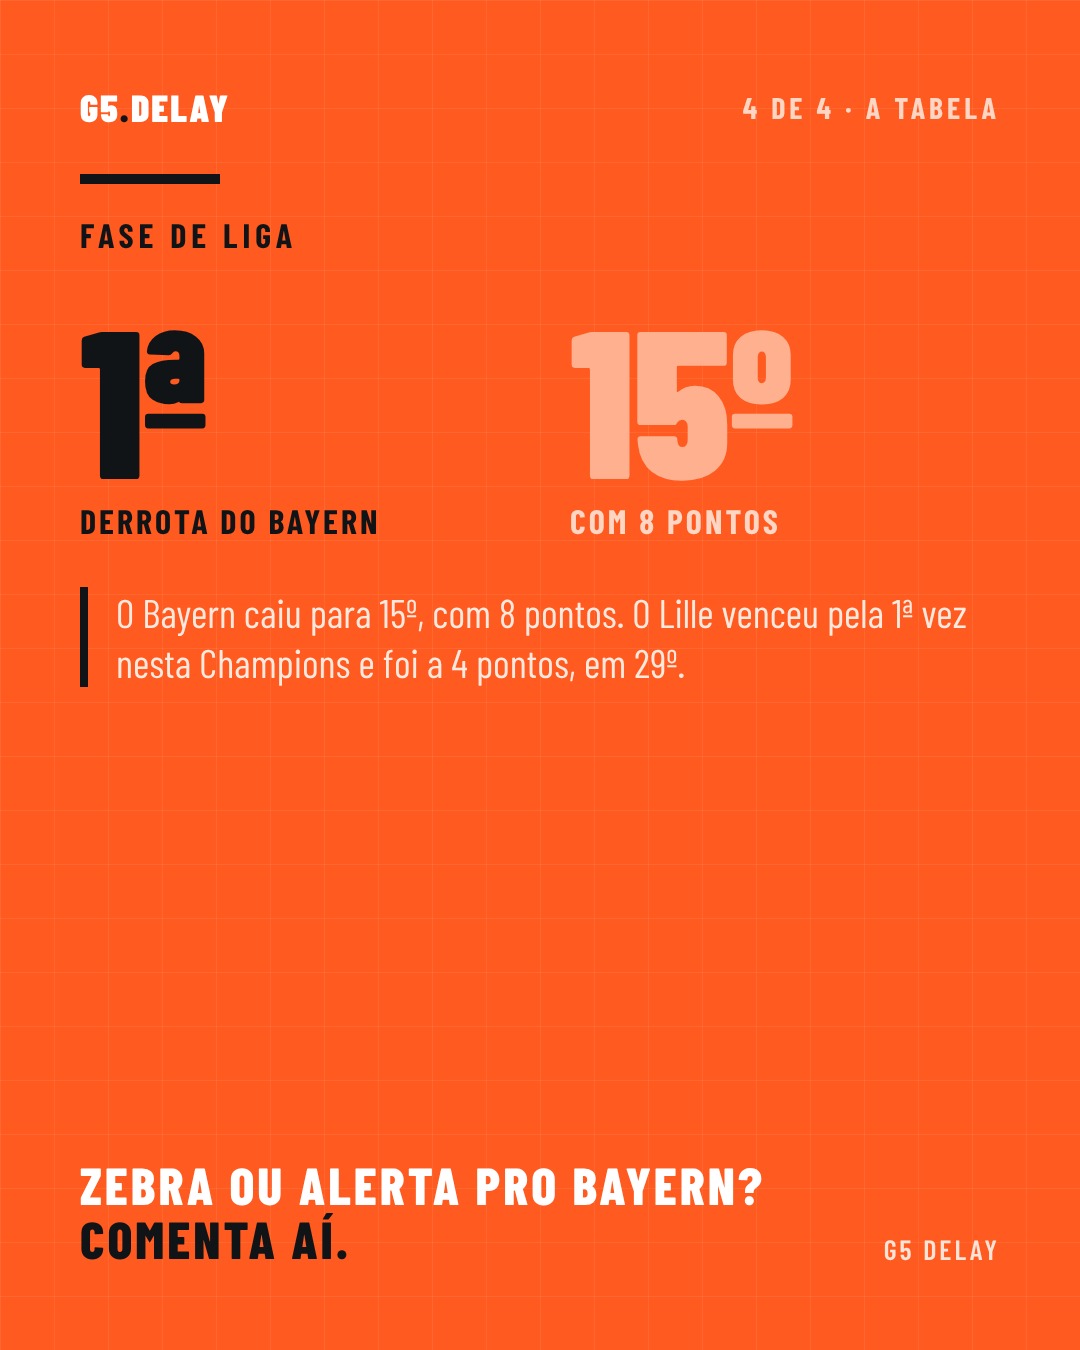 G5.DELAY
4 DE 4 · A TABELA
FASE DE LIGA
1ª
DERROTA DO BAYERN
15º
COM 8 PONTOS
O Bayern caiu para 15º, com 8 pontos. O Lille venceu pela 1ª vez
nesta Champions e foi a 4 pontos, em 29º.
ZEBRA OU ALERTA PRO BAYERN?
COMENTA AÍ.
G5 DELAY